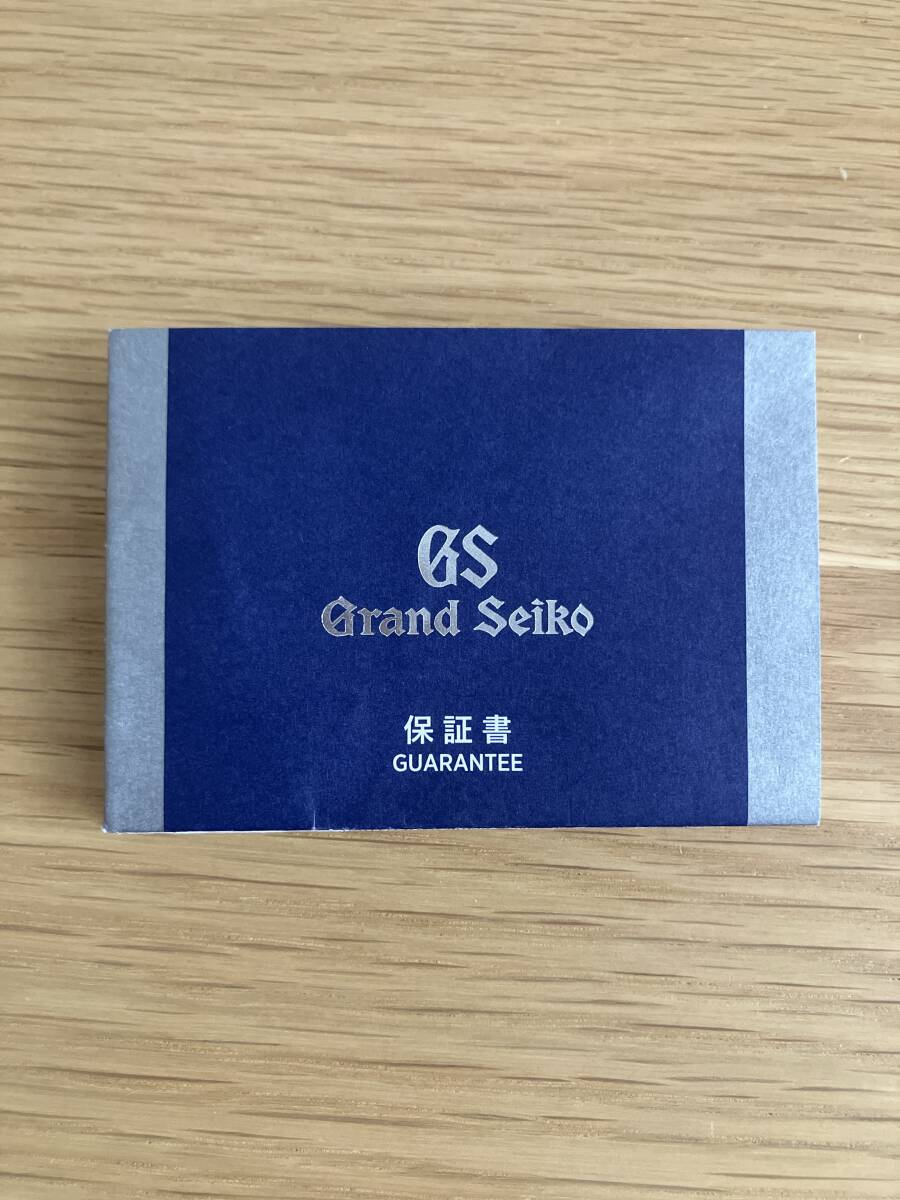 GS
Grand Seiko
保証書
GUARANTEE